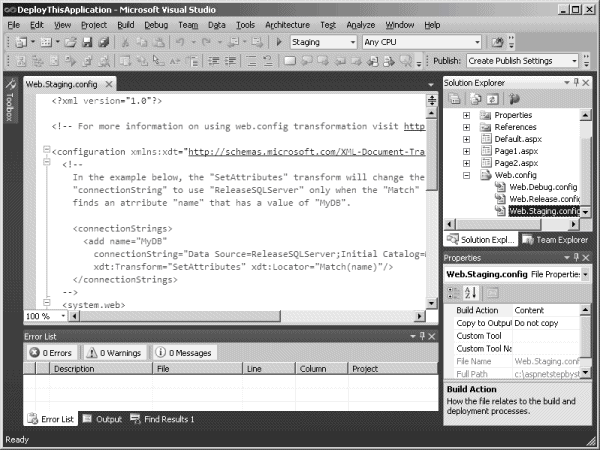 DeployThisApplication - Microsoft Visual Studio
File Edit View Project Build Debug Team Data Tools Architecture Test Analyze Window Help
Staging Any CPU
Publish: Create Publish Settings
Toolbox
Web.Staging.config
<?xml version="1.0"?>
<!-- For more information on using web.config transformation visit http
<configuration xmlns:xdt="http://schemas.microsoft.com/XML-Document-Tra
<!--
In the example below, the "SetAttributes" transform will change the
"connectionString" to use "ReleaseSQLServer" only when the "Match"
finds an atrribute "name" that has a value of "MyDB".
<connectionStrings>
<add name="MyDB"
connectionString="Data Source=ReleaseSQLServer;Initial Catalog=
xdt:Transform="SetAttributes" xdt:Locator="Match(name)"/>
</connectionStrings>
-->
<system.web>
100 %
Solution Explorer
Properties
References
Default.aspx
Page1.aspx
Page2.aspx
Web.config
Web.Debug.config
Web.Release.config
Web.Staging.config
Solution Expl... Team Explorer
Properties
Web.Staging.config File Properties
Build Action Content
Copy to Output Do not copy
Custom Tool
Custom Tool Na
File Name Web.Staging.conf
Full Path c:\aspnetstepbyst
Build Action
How the file relates to the build and
deployment processes.
Error List
0 Errors 0 Warnings 0 Messages
Description File Line Column Project
Error List Output Find Results 1
Ready